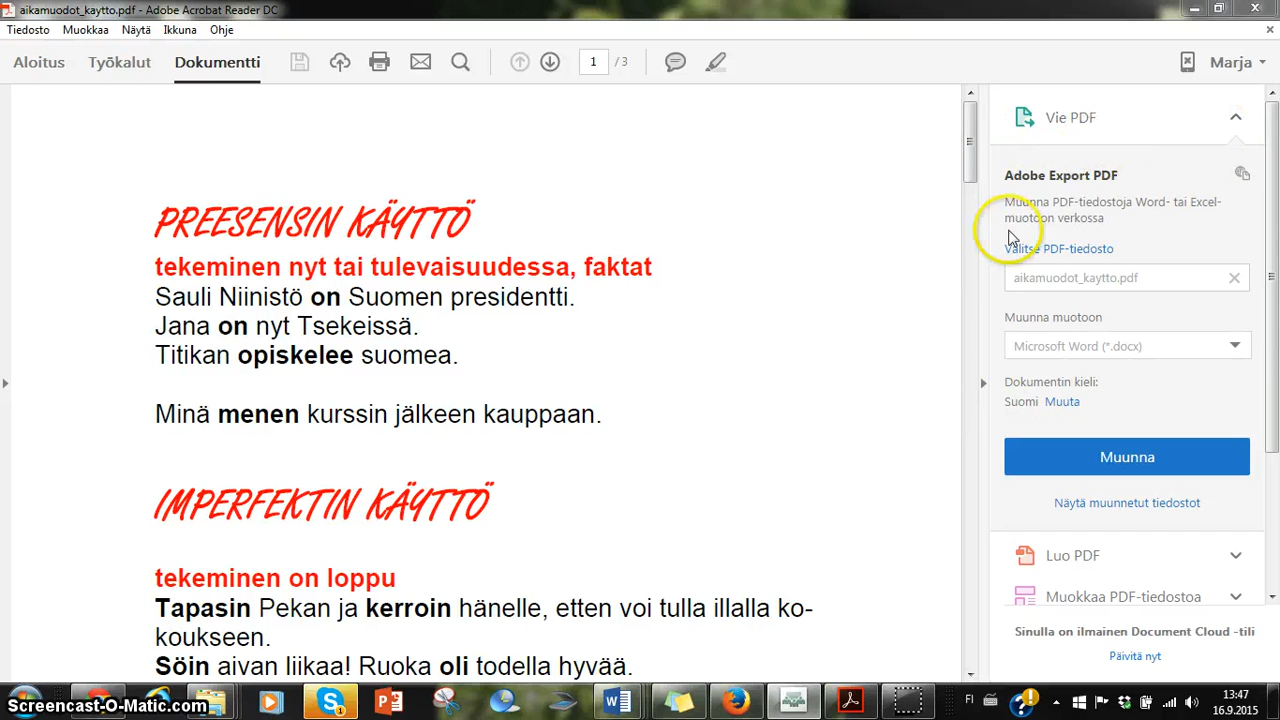 aikamuodot_kaytto.pdf - Adobe Acrobat Reader DC
Tiedosto Muokkaa Näytä Ikkuna Ohje
Aloitus Työkalut Dokumentti 1 / 3 Marja
PREESENSIN KÄYTTÖ
tekeminen nyt tai tulevaisuudessa, faktat
Sauli Niinistö on Suomen presidentti.
Jana on nyt Tsekeissä.
Titikan opiskelee suomea.
Minä menen kurssin jälkeen kauppaan.
IMPERFEKTIN KÄYTTÖ
tekeminen on loppu
Tapasin Pekan ja kerroin hänelle, etten voi tulla illalla ko-
koukseen.
Söin aivan liikaa! Ruoka oli todella hyvää.
Vie PDF
Adobe Export PDF
Muunna PDF-tiedostoja Word- tai Excel-
muotoon verkossa
Valitse PDF-tiedosto
aikamuodot_kaytto.pdf
Muunna muotoon
Microsoft Word (*.docx)
Dokumentin kieli:
Suomi Muuta
Muunna
Näytä muunnetut tiedostot
Luo PDF
Muokkaa PDF-tiedostoa
Sinulla on ilmainen Document Cloud -tili
Päivitä nyt
Screencast-O-Matic.com
FI
13:47
16.9.2015